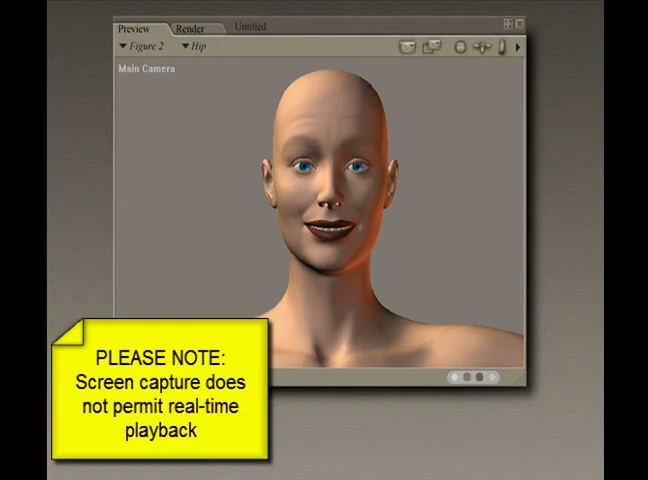 Preview Render Untitled
Figure 2 Hip
Main Camera
PLEASE NOTE:
Screen capture does
not permit real-time
playback